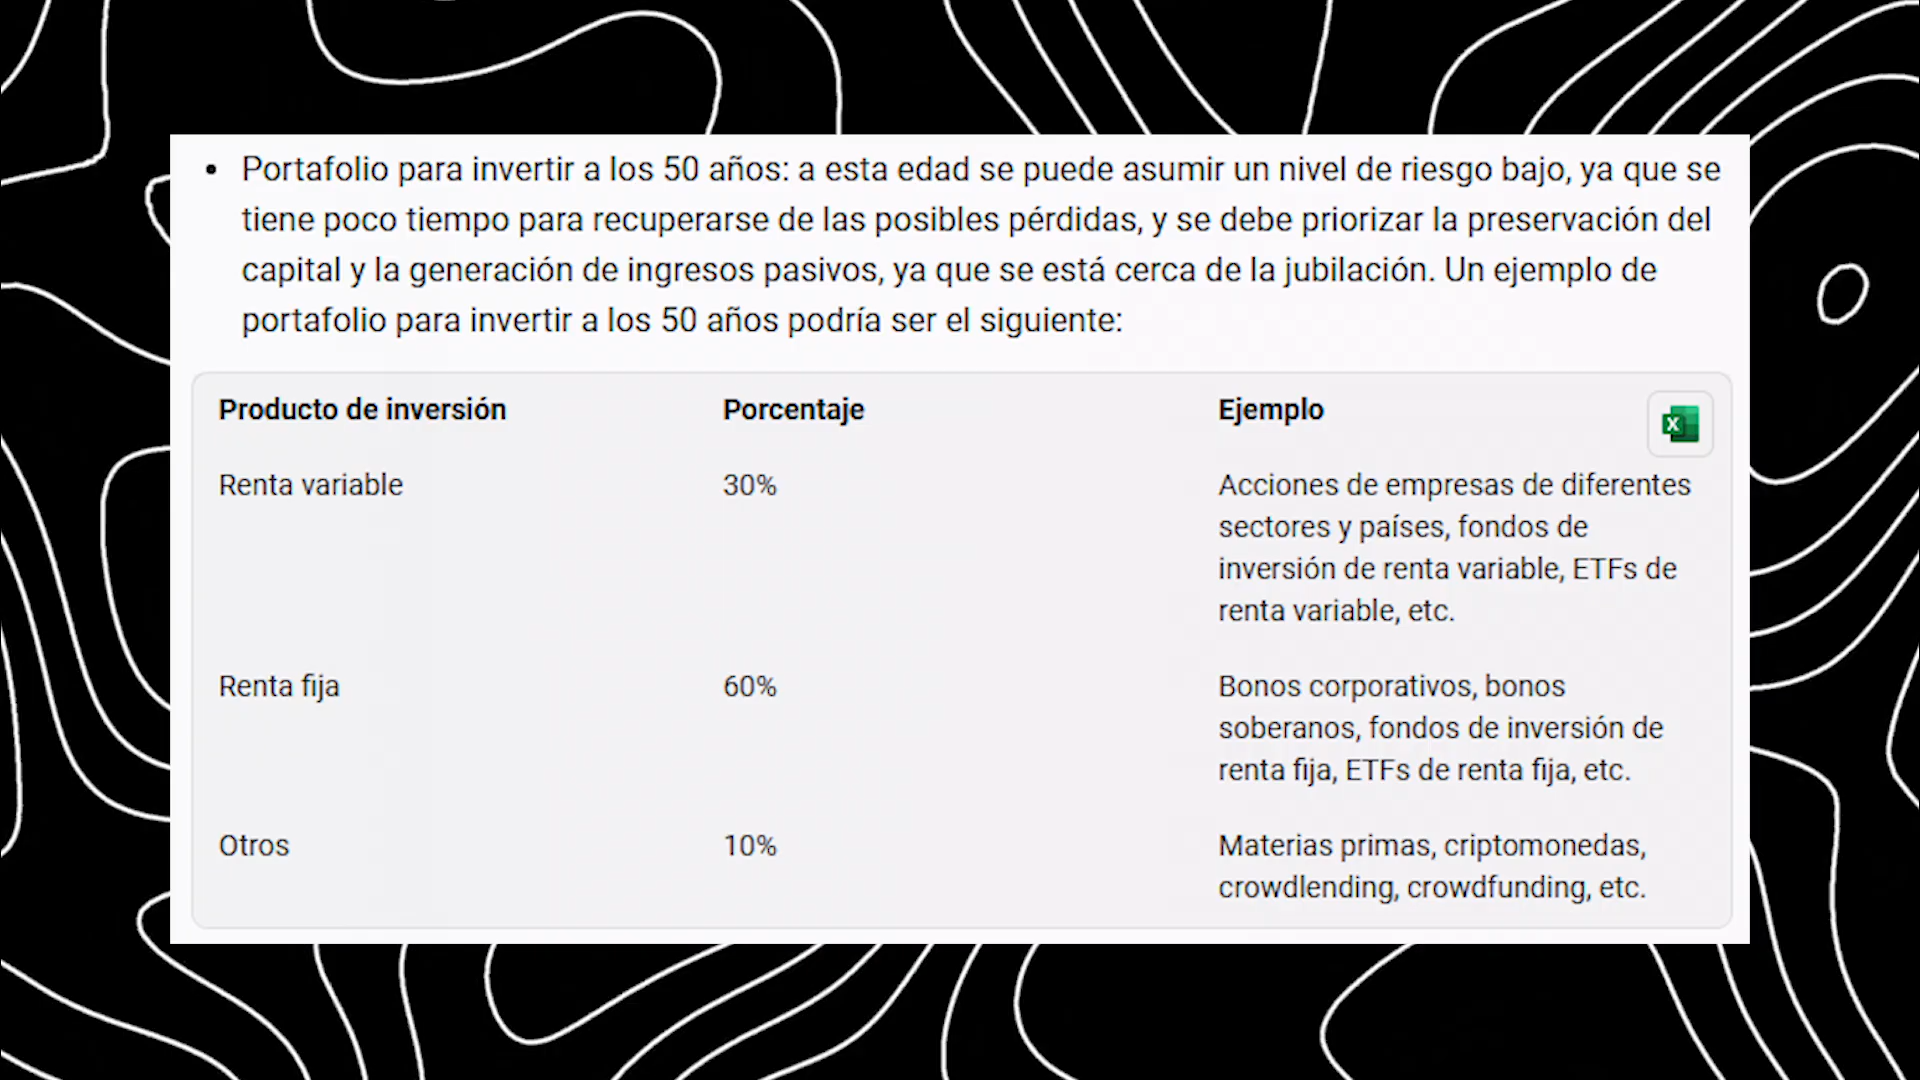 • Portafolio para invertir a los 50 años: a esta edad se puede asumir un nivel de riesgo bajo, ya que se
tiene poco tiempo para recuperarse de las posibles pérdidas, y se debe priorizar la preservación del
capital y la generación de ingresos pasivos, ya que se está cerca de la jubilación. Un ejemplo de
portafolio para invertir a los 50 años podría ser el siguiente:
Producto de inversión Porcentaje Ejemplo
X
Renta variable 30% Acciones de empresas de diferentes
sectores y países, fondos de
inversión de renta variable, ETFs de
renta variable, etc.
Renta fija 60% Bonos corporativos, bonos
soberanos, fondos de inversión de
renta fija, ETFs de renta fija, etc.
Otros 10% Materias primas, criptomonedas,
crowdlending, crowdfunding, etc.